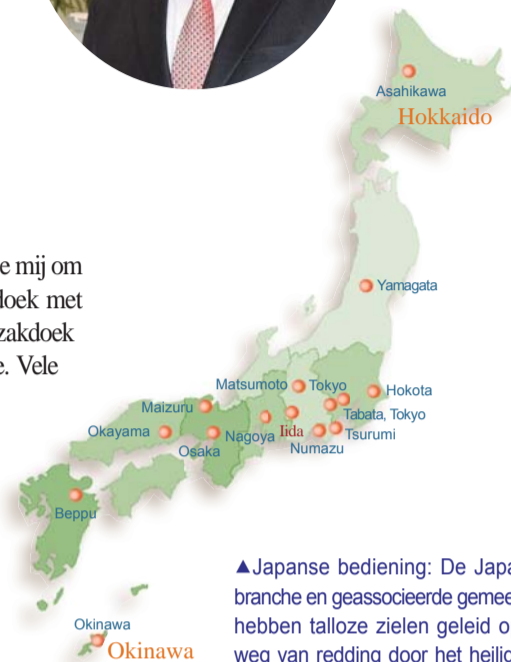 Asahikawa
Hokkaido
e mij om
doek met
zakdoek
e. Vele
Yamagata
Matsumoto
Tokyo
Hokota
Maizuru
Tabata, Tokyo
Okayama
Osaka
Nagoya
Iida
Numazu
Tsurumi
Beppu
Okinawa
Okinawa
▲Japanse bediening: De Japa
branche en geassocieerde gemee
hebben talloze zielen geleid o
weg van redding door het heilig